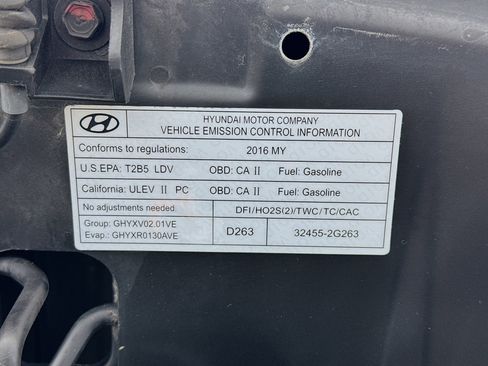 HYUNDAI MOTOR COMPANY
VEHICLE EMISSION CONTROL INFORMATION
Conforms to regulations: 2016 MY
U.S.EPA: T2B5 LDV OBD: CA II Fuel: Gasoline
California: ULEV II PC OBD: CA II Fuel: Gasoline
No adjustments needed. DFI/HO2S(2)/TWC/TC/CAC
Group: GHYXV02.01VE
Evap.: GHYXR0130AVE D263 32455-2G263